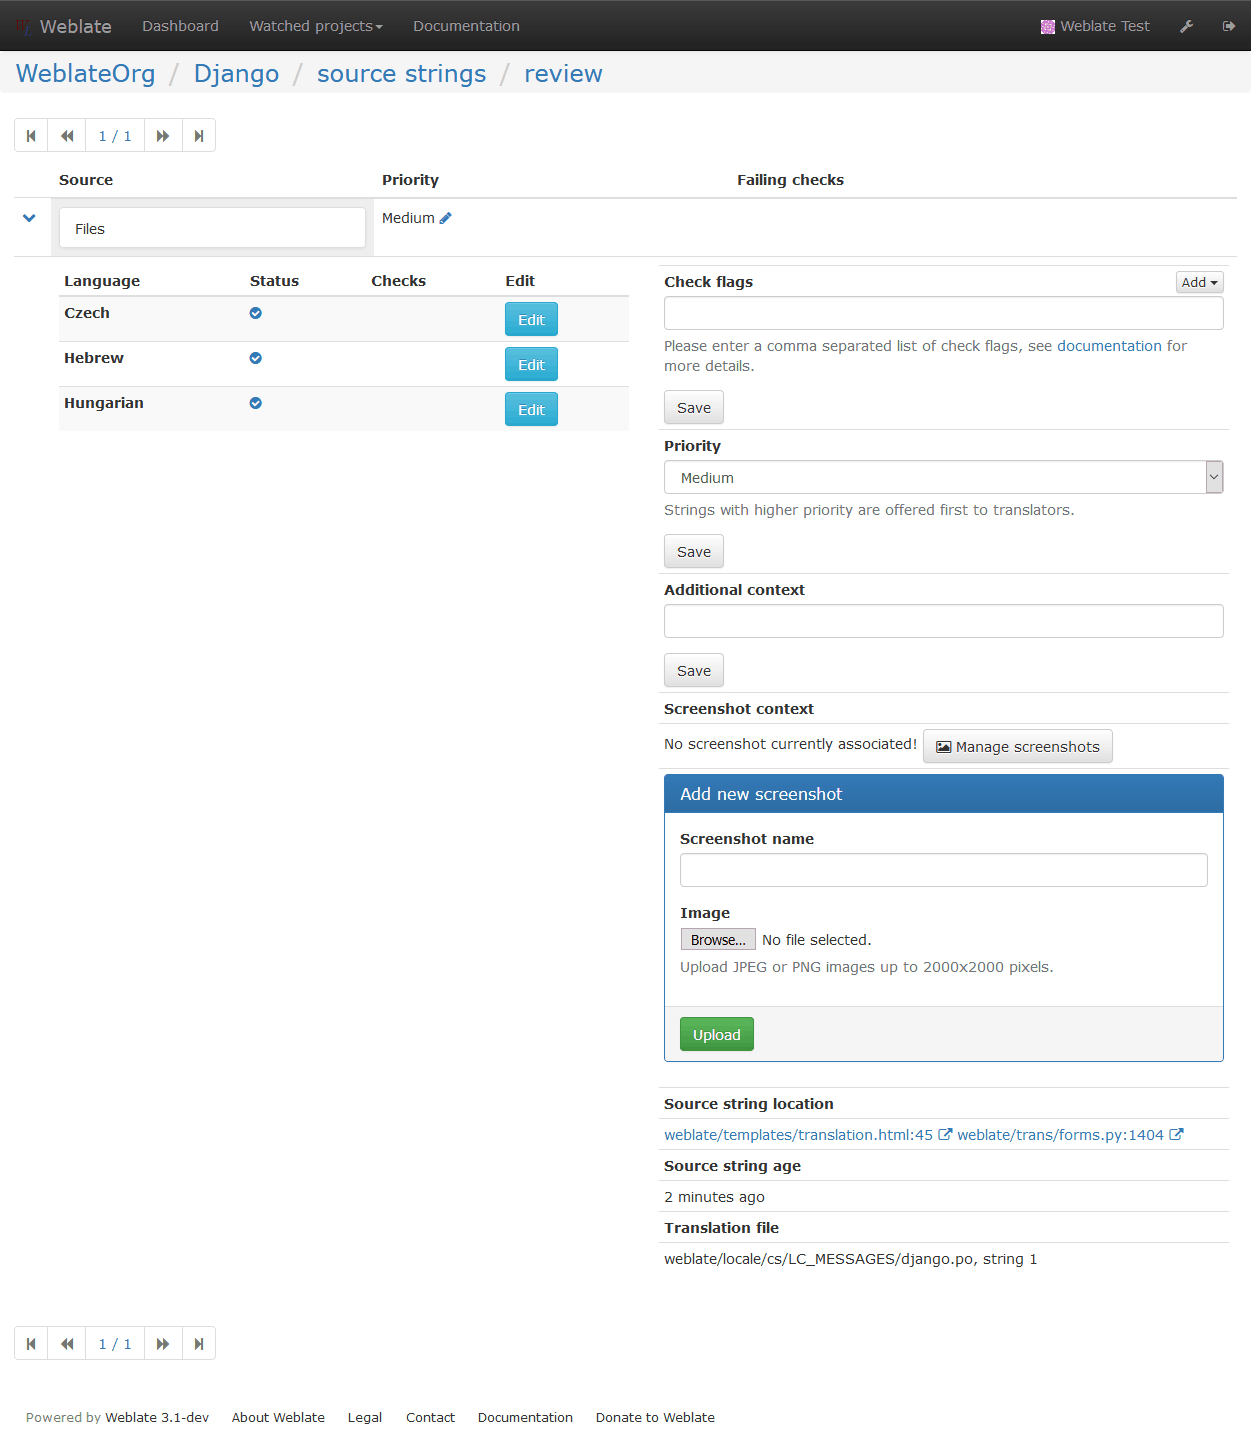 Weblate Dashboard Watched projects Documentation Weblate Test
WeblateOrg / Django / source strings / review
1 / 1
Source Priority Failing checks
Files Medium
Language Status Checks Edit
Czech Edit
Hebrew Edit
Hungarian Edit
Check flags Add
Please enter a comma separated list of check flags, see documentation for
more details.
Save
Priority
Medium
Strings with higher priority are offered first to translators.
Save
Additional context
Save
Screenshot context
No screenshot currently associated! Manage screenshots
Add new screenshot
Screenshot name
Image
Browse... No file selected.
Upload JPEG or PNG images up to 2000x2000 pixels.
Upload
Source string location
weblate/templates/translation.html:45 weblate/trans/forms.py:1404
Source string age
2 minutes ago
Translation file
weblate/locale/cs/LC_MESSAGES/django.po, string 1
1 / 1
Powered by Weblate 3.1-dev About Weblate Legal Contact Documentation Donate to Weblate